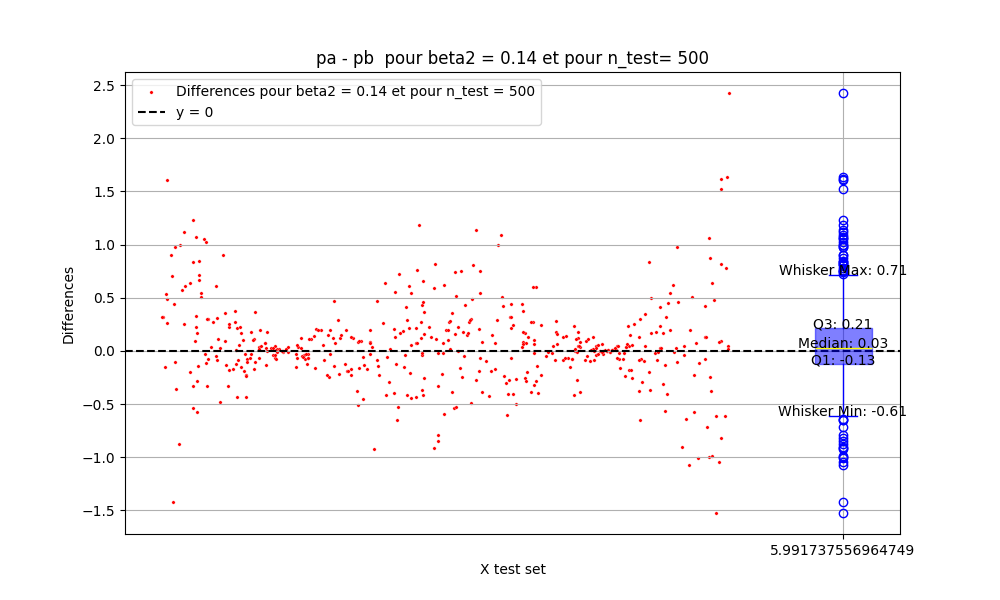 pa - pb  pour beta2 = 0.14 et pour n_test= 500
Differences pour beta2 = 0.14 et pour n_test = 500
y = 0
2.5
2.0
1.5
1.0
0.5
0.0
−0.5
−1.0
−1.5
Differences
Whisker Max: 0.71
Q3: 0.21
Median: 0.03
Q1: -0.13
Whisker Min: -0.61
5.991737556964749
X test set